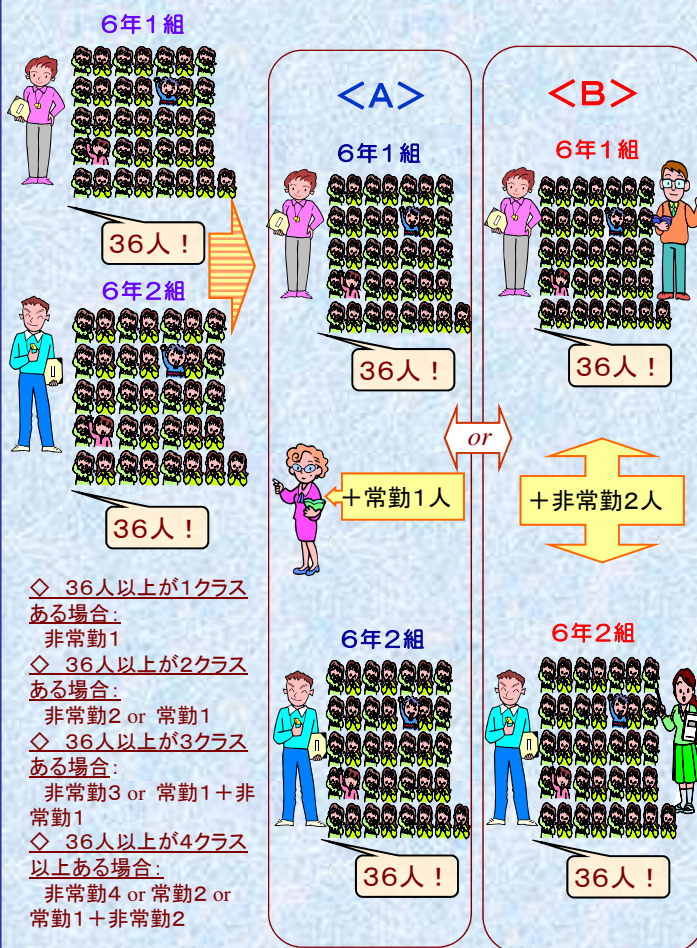 6年1組
36人！
6年2組
36人！
◇ 36人以上が1クラス
ある場合：
非常勤1
◇ 36人以上が2クラス
ある場合：
非常勤2 or 常勤1
◇ 36人以上が3クラス
ある場合：
非常勤3 or 常勤1＋非
常勤1
◇ 36人以上が4クラス
以上ある場合：
非常勤4 or 常勤2 or
常勤1＋非常勤2
＜A＞
6年1組
36人！
＋常勤1人
6年2組
36人！
or
＜B＞
6年1組
36人！
＋非常勤2人
6年2組
36人！